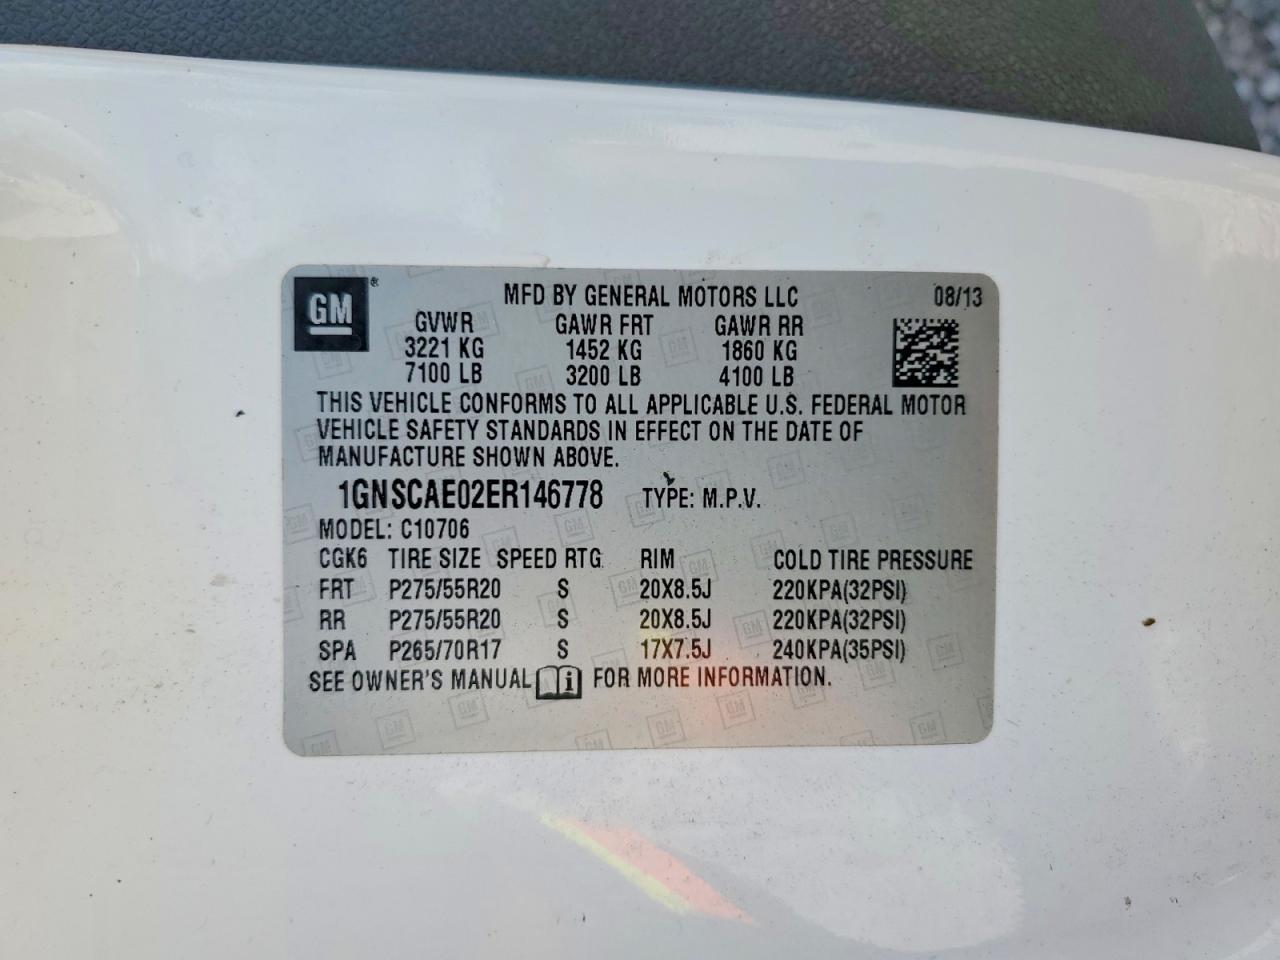 GM ® MFD BY GENERAL MOTORS LLC 08/13
GVWR GAWR FRT GAWR RR
3221 KG 1452 KG 1860 KG
7100 LB 3200 LB 4100 LB
THIS VEHICLE CONFORMS TO ALL APPLICABLE U.S. FEDERAL MOTOR
VEHICLE SAFETY STANDARDS IN EFFECT ON THE DATE OF
MANUFACTURE SHOWN ABOVE.
1GNSCAE02ER146778 TYPE: M.P.V.
MODEL: C10706
CGK6 TIRE SIZE SPEED RTG RIM COLD TIRE PRESSURE
FRT P275/55R20 S 20X8.5J 220KPA(32PSI)
RR P275/55R20 S 20X8.5J 220KPA(32PSI)
SPA P265/70R17 S 17X7.5J 240KPA(35PSI)
SEE OWNER'S MANUAL i FOR MORE INFORMATION.